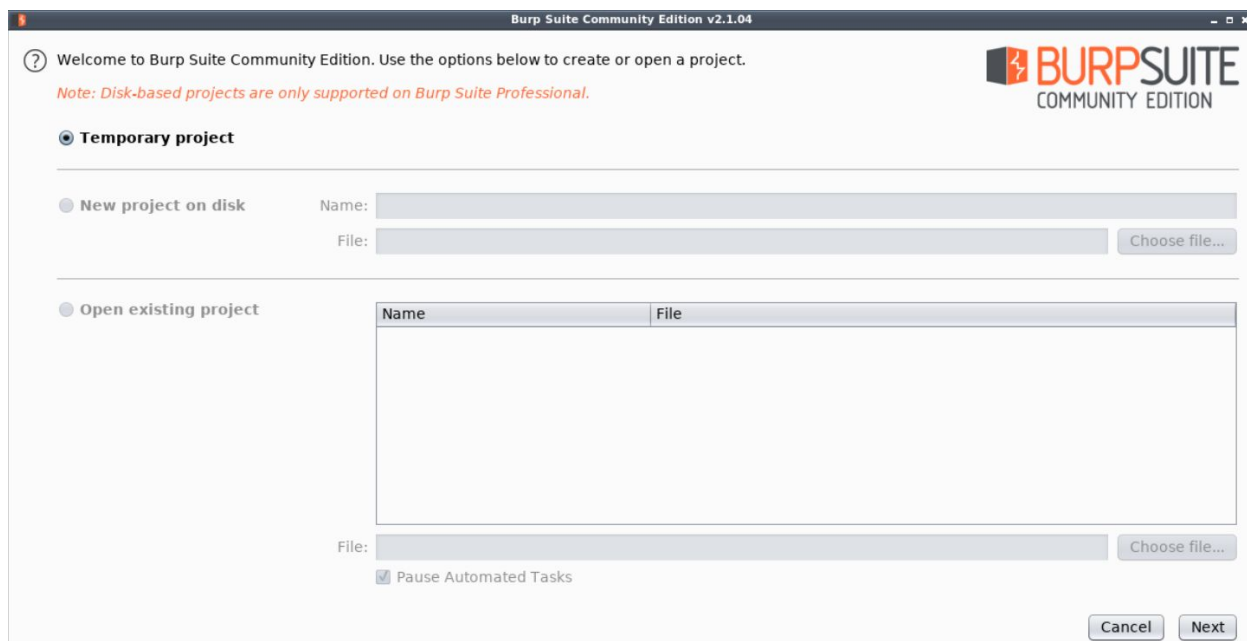 Burp Suite Community Edition v2.1.04
Welcome to Burp Suite Community Edition. Use the options below to create or open a project.
Note: Disk-based projects are only supported on Burp Suite Professional.
BURPSUITE
COMMUNITY EDITION
Temporary project
New project on disk Name:
File: Choose file...
Open existing project
Name File
File: Choose file...
Pause Automated Tasks
Cancel Next